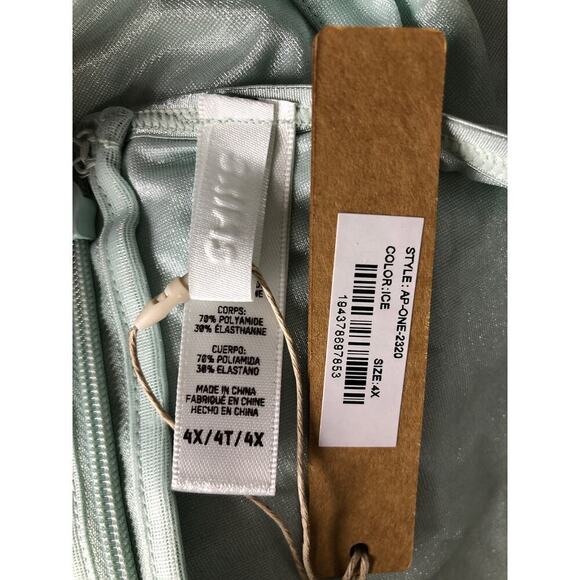 SKIMS
CORPS:
70% POLYAMIDE
30% ÉLASTHANNE
CUERPO:
70% POLIAMIDA
30% ELASTANO
MADE IN CHINA
FABRIQUÉ EN CHINE
HECHO EN CHINA
4X/4T/4X
STYLE: AP-ONE-2320
COLOR:ICE
SIZE:4X
194378697853